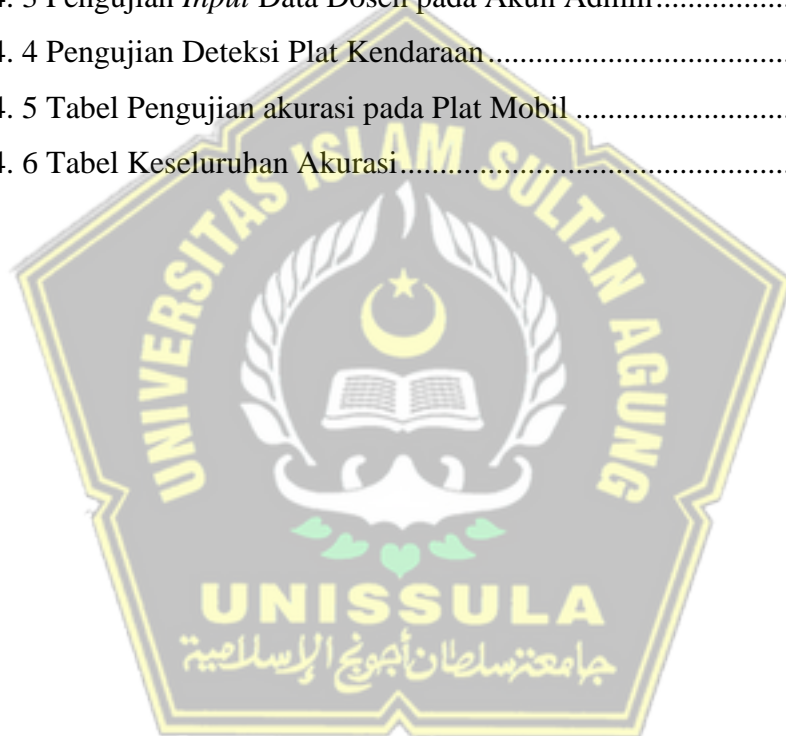 4. 3 Pengujian Input Data Dosen pada Akun Admin....................
4. 4 Pengujian Deteksi Plat Kendaraan.....................................
4. 5 Tabel Pengujian akurasi pada Plat Mobil ..........................
4. 6 Tabel Keseluruhan Akurasi................................................
UNIVERSITAS ISLAM SULTAN AGUNG
UNISSULA
جامعة سلطان أجونج الإسلامية